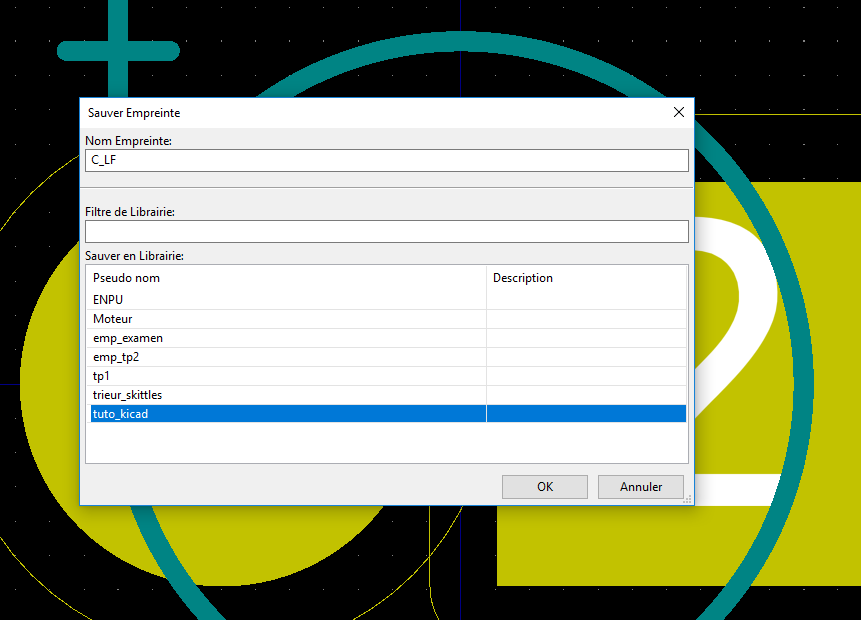 Sauver Empreinte
Nom Empreinte:
C_LF
Filtre de Librairie:
Sauver en Librairie:
Pseudo nom Description
ENPU
Moteur
emp_examen
emp_tp2
tp1
trieur_skittles
tuto_kicad
OK Annuler
2